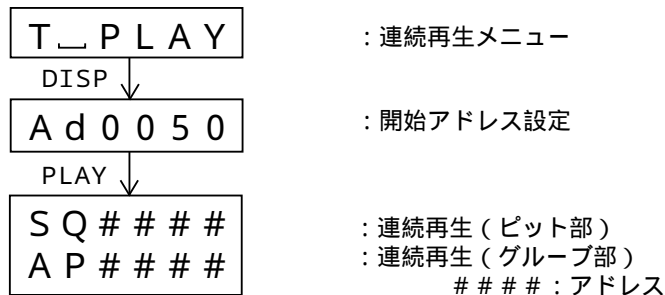 T␣PLAY :連続再生メニュー
DISP
Ad0050 :開始アドレス設定
PLAY
SQ#### :連続再生(ピット部)
AP#### :連続再生(グルーブ部)
####:アドレス